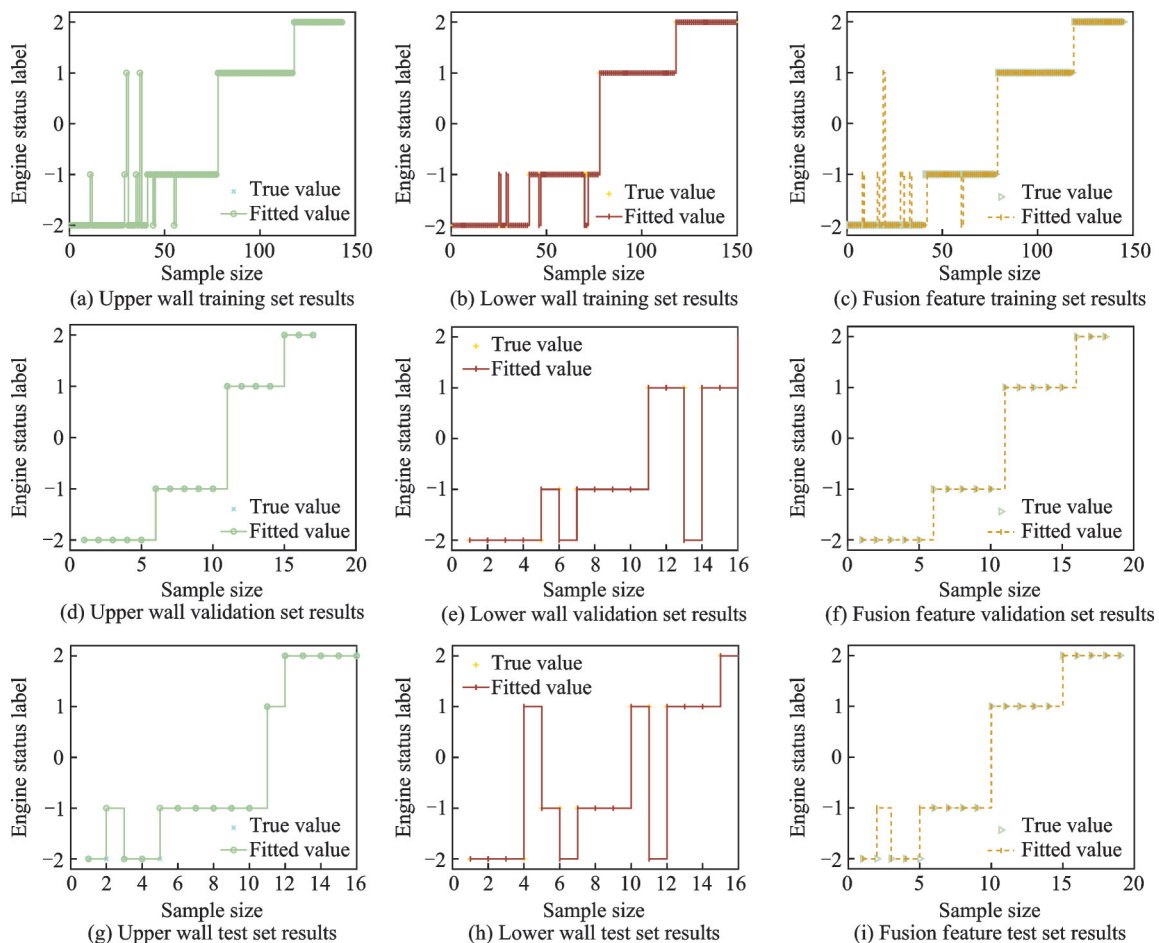 Engine status label
2
1
0
−1
−2
True value
Fitted value
50 100 150
Sample size
(a) Upper wall training set results
Engine status label
2
1
0
−1
−2
True value
Fitted value
50 100 150
Sample size
(b) Lower wall training set results
Engine status label
2
1
0
−1
−2
True value
Fitted value
0 50 100 150
Sample size
(c) Fusion feature training set results
Engine status label
2
1
0
−1
−2
True value
Fitted value
0 5 10 15 20
Sample size
(d) Upper wall validation set results
Engine status label
2
1
0
−1
−2
True value
Fitted value
0 2 4 6 8 10 12 14 16
Sample size
(e) Lower wall validation set results
Engine status label
2
1
0
−1
−2
True value
Fitted value
0 5 10 15 20
Sample size
(f) Fusion feature validation set results
Engine status label
2
1
0
−1
−2
True value
Fitted value
0 2 4 6 8 10 12 14 16
Sample size
(g) Upper wall test set results
Engine status label
2
1
0
−1
−2
True value
Fitted value
0 2 4 6 8 10 12 14 16
Sample size
(h) Lower wall test set results
Engine status label
2
1
0
−1
−2
True value
Fitted value
0 5 10 15 20
Sample size
(i) Fusion feature test set results